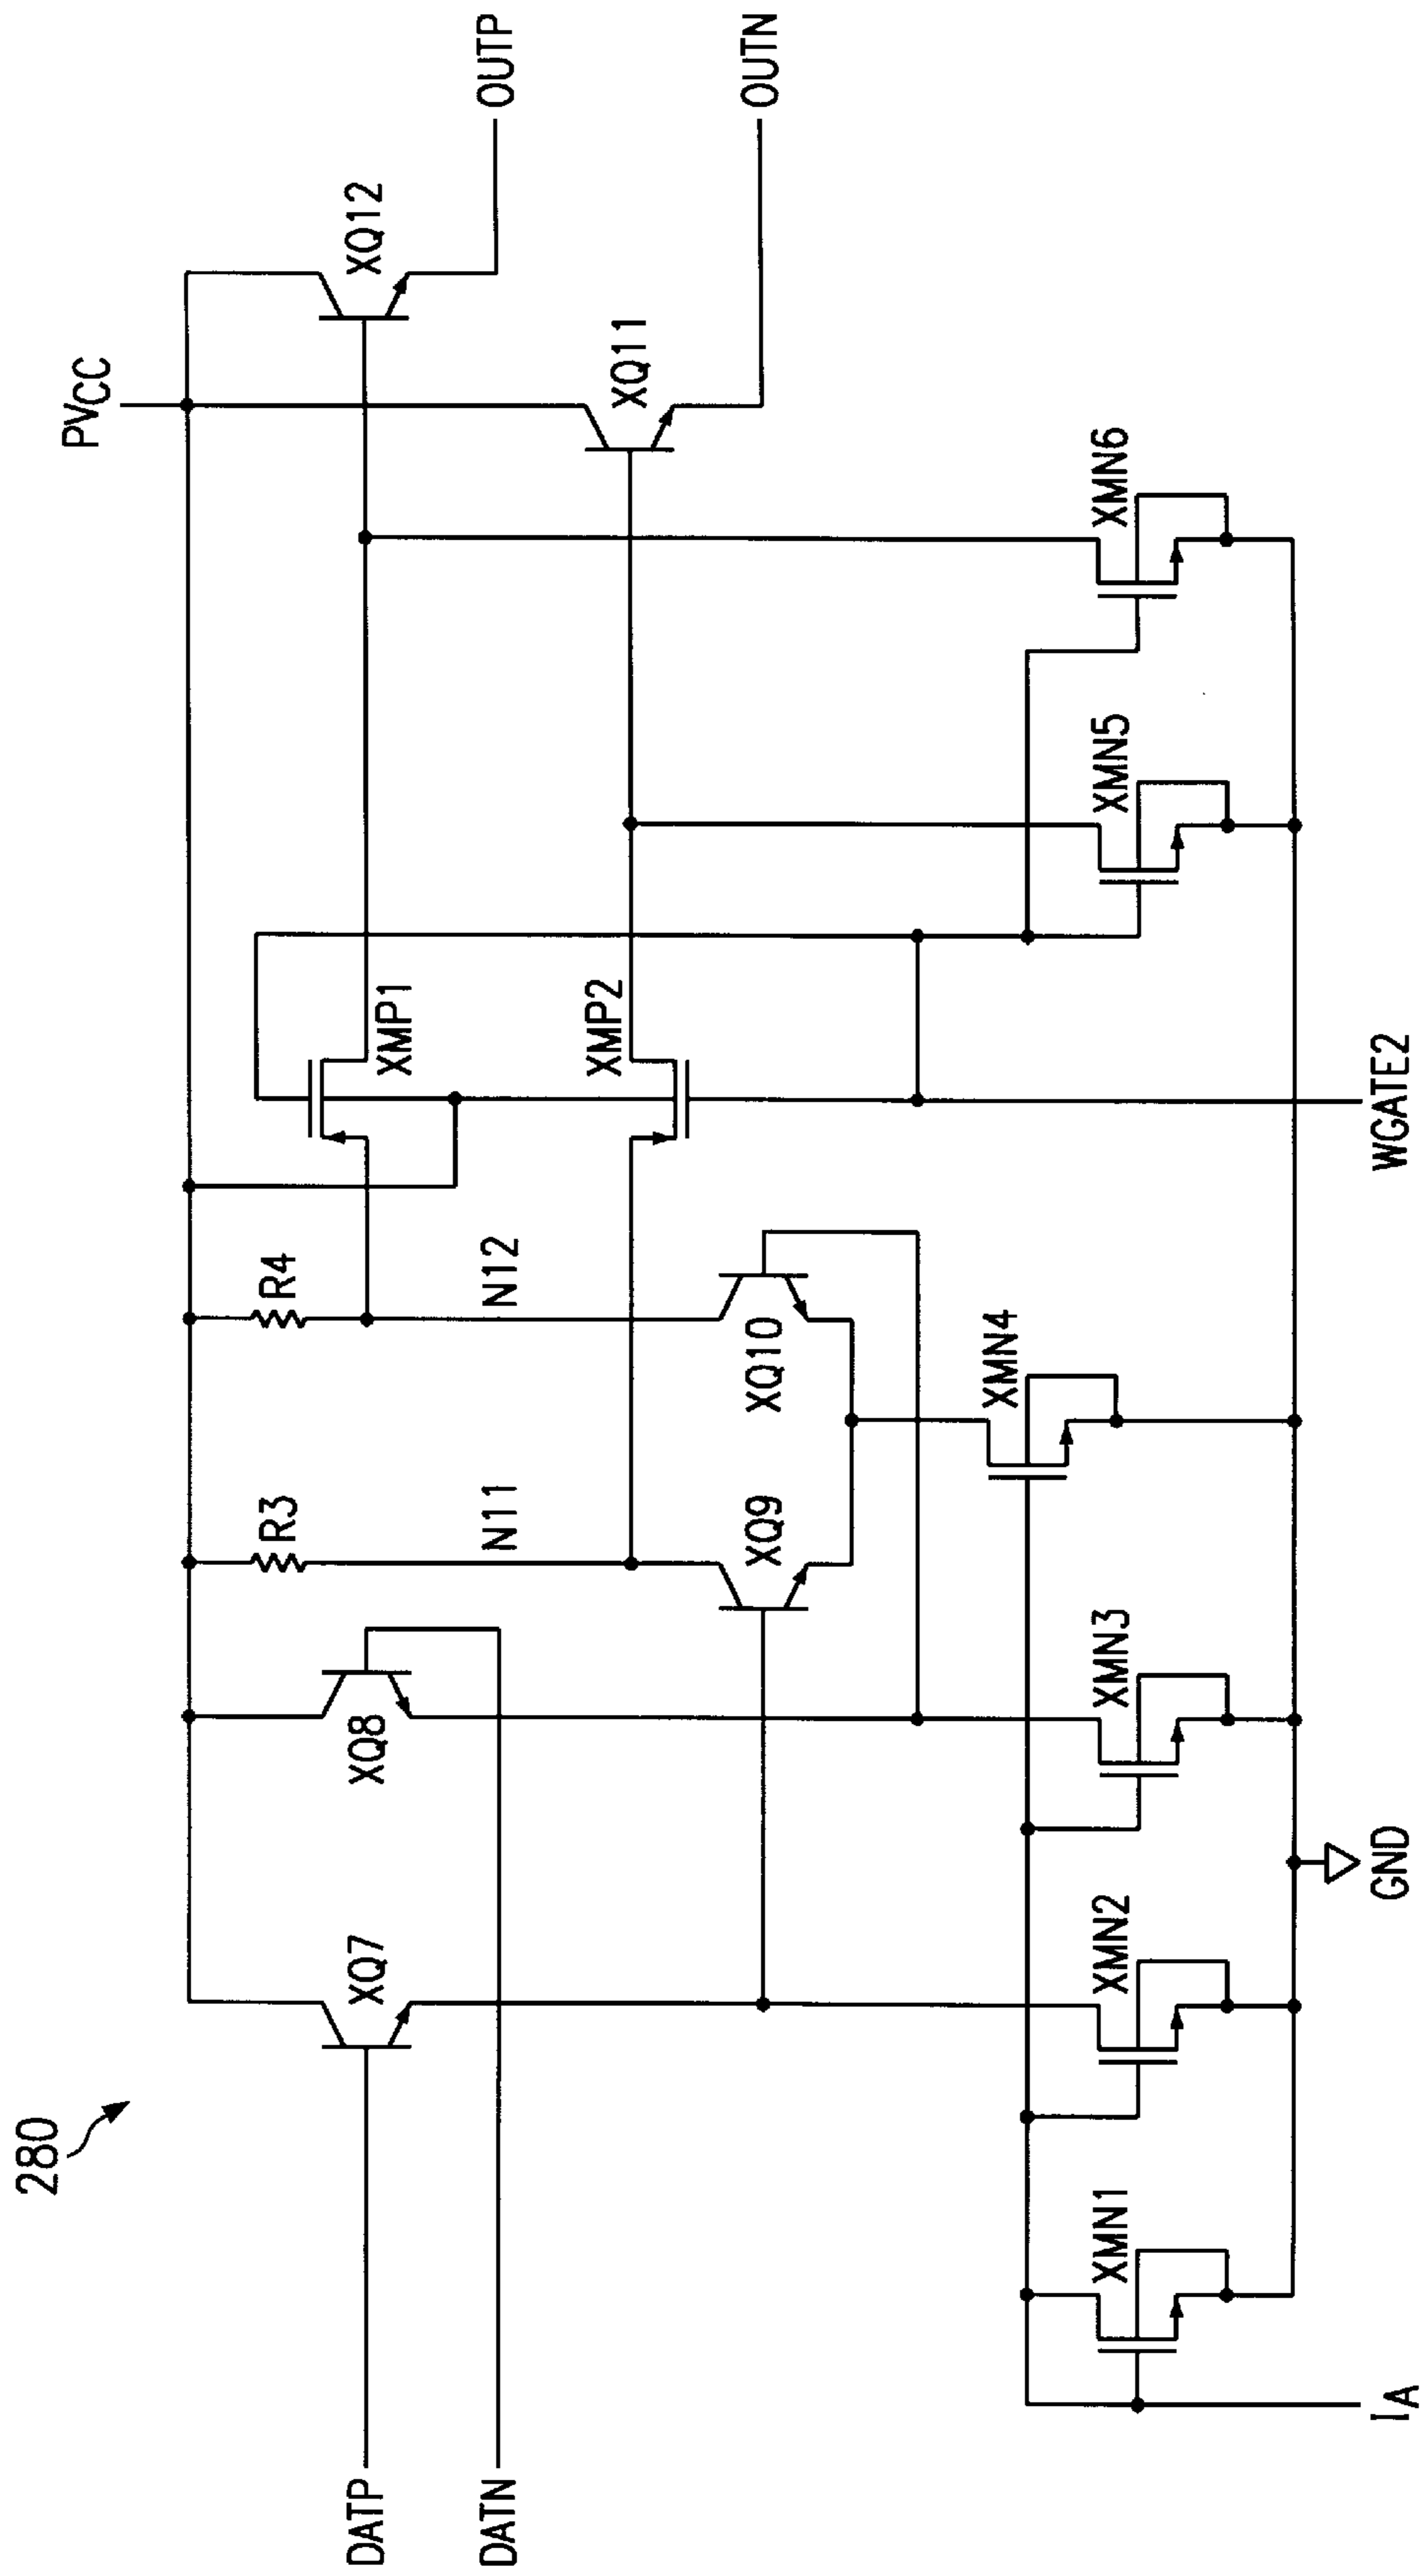 280
PVCC
XQ7
XQ8
R3
R4
XMP1
XQ12
OUTP
DATP
DATN
N11
N12
XMP2
XQ11
OUTN
XQ9
XQ10
XMN4
XMN1
XMN2
XMN3
XMN5
XMN6
IA
GND
WGATE2